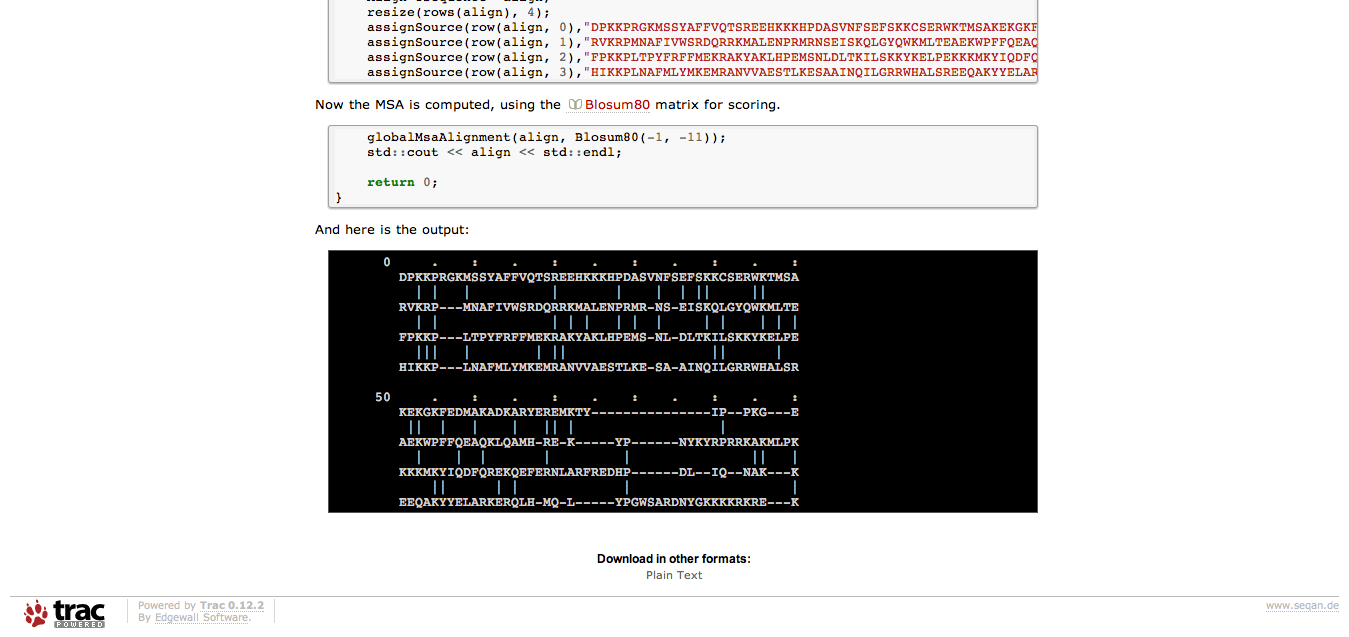 resize(rows(align), 4);
assignSource(row(align, 0),"DPKKPRGKMSSYAFFVQTSREEHKKKHPDASVNFSEFSKKCSERWKTMSAKEKGKF
assignSource(row(align, 1),"RVKRPMNAFIVWSRDQRRKMALENPRMRNSEISKQLGYQWKMLTEAEKWPFFQEAQ
assignSource(row(align, 2),"FPKKPLTPYFRFFMEKRAKYAKLHPEMSNLDLTKILSKKYKELPEKKKMKYIQDFQ
assignSource(row(align, 3),"HIKKPLNAFMLYMKEMRANVVAESTLKESAAINQILGRRWHALSREEQAKYYELAR
Now the MSA is computed, using the Blosum80 matrix for scoring.
globalMsaAlignment(align, Blosum80(-1, -11));
std::cout << align << std::endl;
return 0;
}
And here is the output:
0 . : . : . : . : . :
DPKKPRGKMSSYAFFVQTSREEHKKKHPDASVNFSEFSKKCSERWKTMSA
RVKRP---MNAFIVWSRDQRRKMALENPRMR-NS-EISKQLGYQWKMLTE
FPKKP---LTPYFRFFMEKRAKYAKLHPEMS-NL-DLTKILSKKYKELPE
HIKKP---LNAFMLYMKEMRANVVAESTLKE-SA-AINQILGRRWHALSR
50 . : . : . : . : . :
KEKGKFEDMAKADKARYEREMKTY---------------IP--PKG---E
AEKWPFFQEAQKLQAMH-RE-K-----YP------NYKYRPRRKAKMLPK
KKKMKYIQDFQREKQEFERNLARFREDHP------DL--IQ--NAK---K
EEQAKYYELARKERQLH-MQ-L-----YPGWSARDNYGKKKKRKRE---K
Download in other formats:
Plain Text
trac
POWERED
Powered by Trac 0.12.2
By Edgewall Software.
www.seqan.de